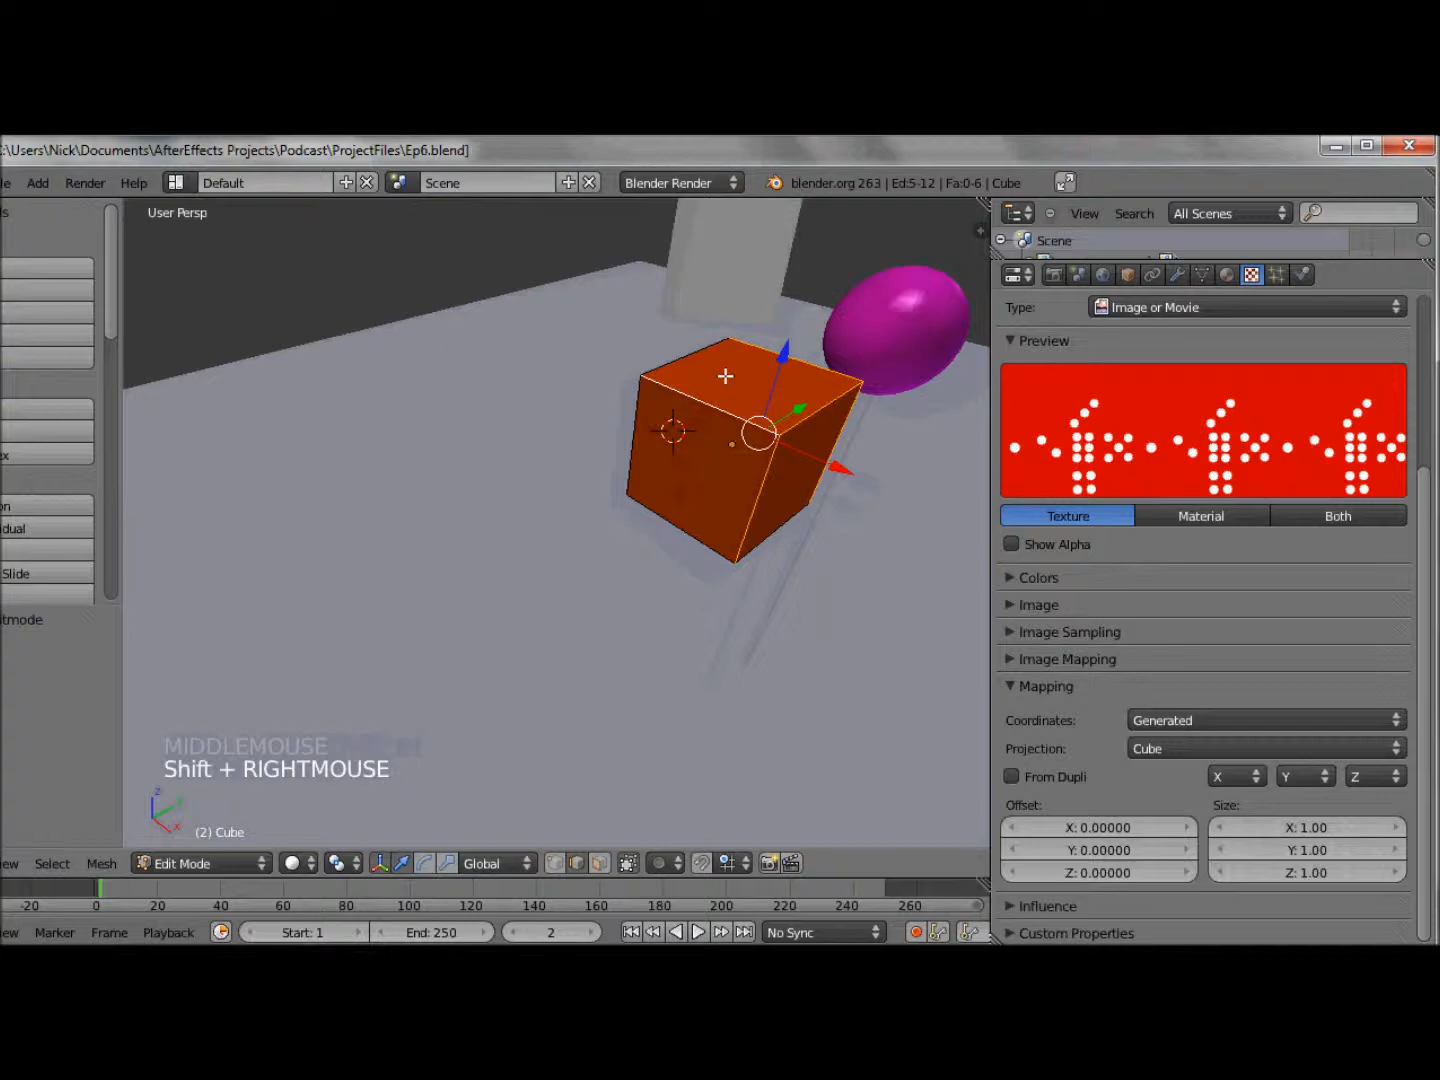 :\Users\Nick\Documents\AfterEffects Projects\Podcast\ProjectFiles\Ep6.blend]
le Add Render Help Default Scene Blender Render blender.org 263 | Ed:5-12 | Fa:0-6 | Cube
User Persp
View Search All Scenes
Scene
Type: Image or Movie
Preview
Texture Material Both
Show Alpha
Colors
Image
Image Sampling
Image Mapping
Mapping
Coordinates: Generated
Projection: Cube
From Dupli X Y Z
Offset: Size:
X: 0.00000 X: 1.00
Y: 0.00000 Y: 1.00
Z: 0.00000 Z: 1.00
Influence
Custom Properties
s
ex
on
idual
Slide
itmode
MIDDLEMOUSE
Shift + RIGHTMOUSE
z
y
x
(2) Cube
ew Select Mesh Edit Mode Global
-20 0 20 40 60 80 100 120 140 160 180 200 220 240 260
ew Marker Frame Playback Start: 1 End: 250 2 No Sync